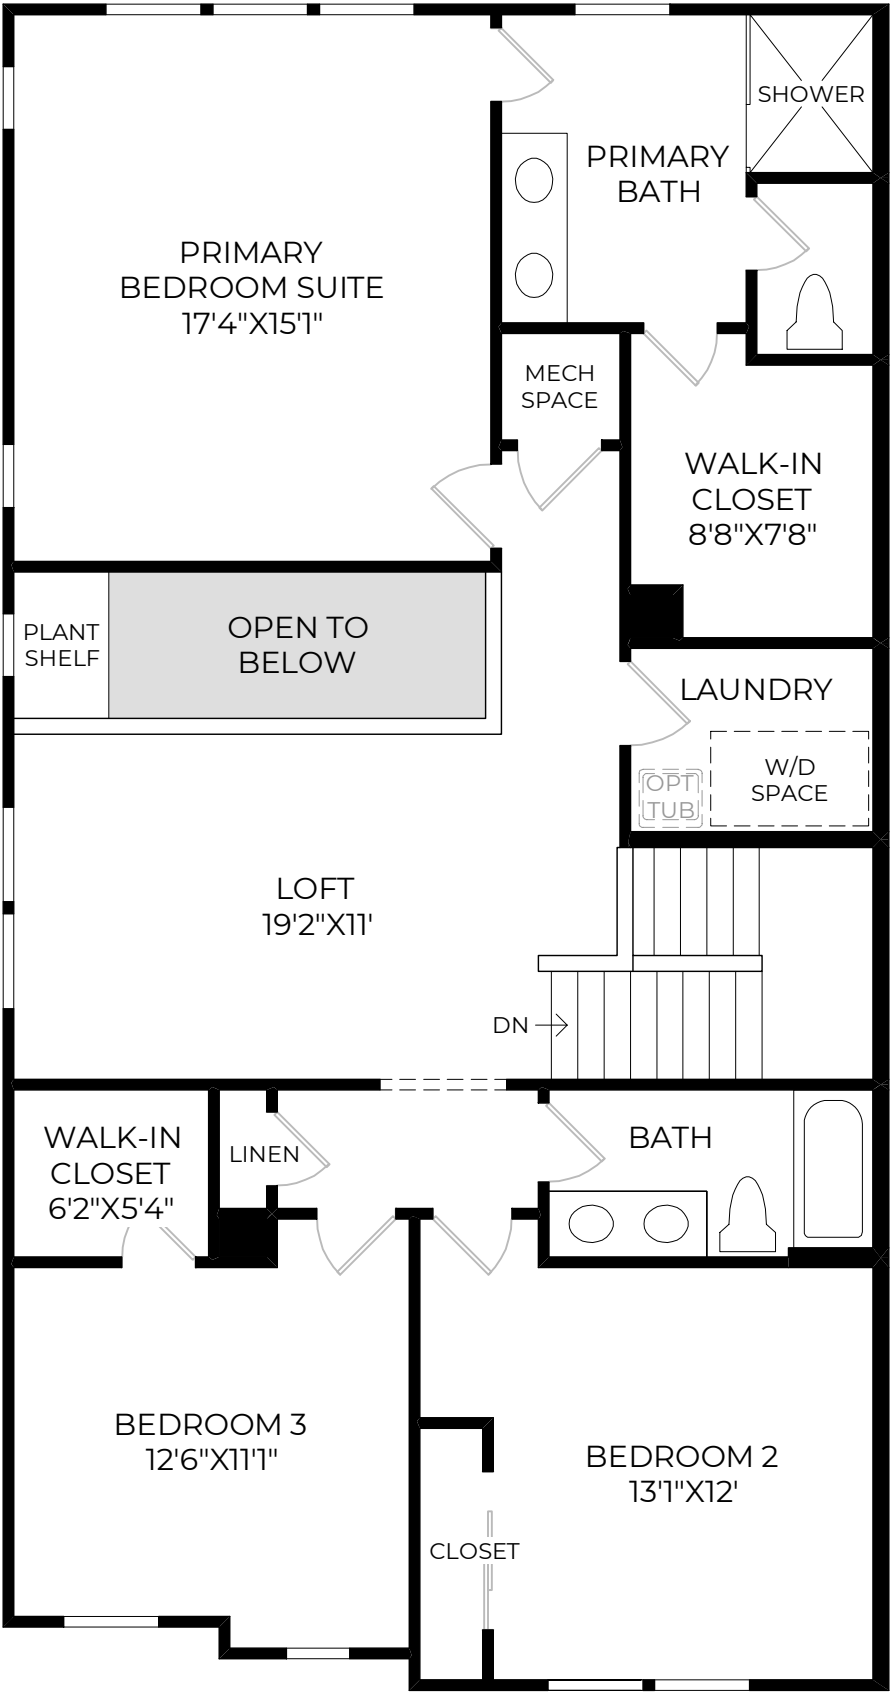 SHOWER
PRIMARY
BATH
PRIMARY
BEDROOM SUITE
17'4"X15'1"
MECH
SPACE
WALK-IN
CLOSET
8'8"X7'8"
PLANT
SHELF
OPEN TO
BELOW
LAUNDRY
W/D
SPACE
OPT
TUB
LOFT
19'2"X11'
DN
WALK-IN
CLOSET
6'2"X5'4"
LINEN
BATH
BEDROOM 3
12'6"X11'1"
BEDROOM 2
13'1"X12'
CLOSET